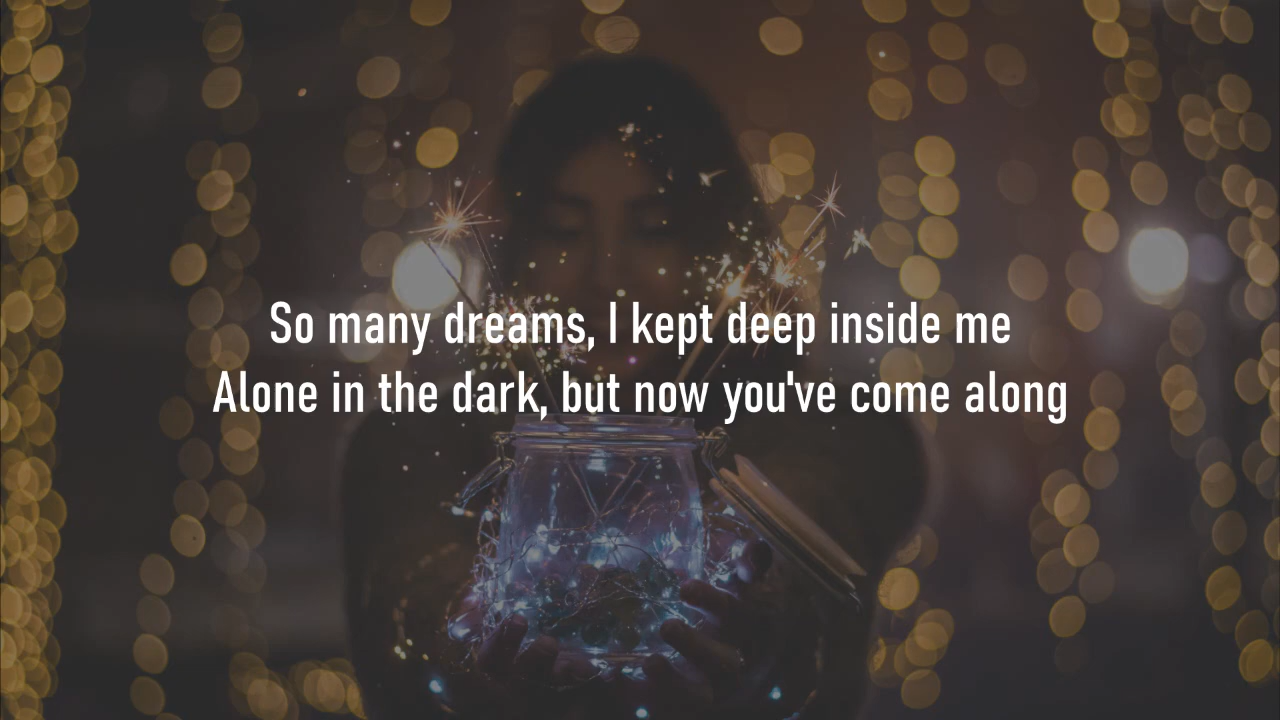 So many dreams, I kept deep inside me
Alone in the dark, but now you've come along